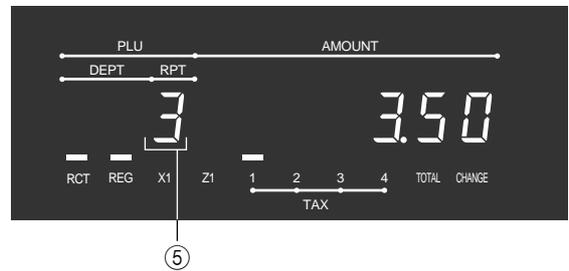 PLU AMOUNT
DEPT RPT
3 3.50
RCT REG X1 Z1 1 2 3 4 TOTAL CHANGE
TAX
⑤